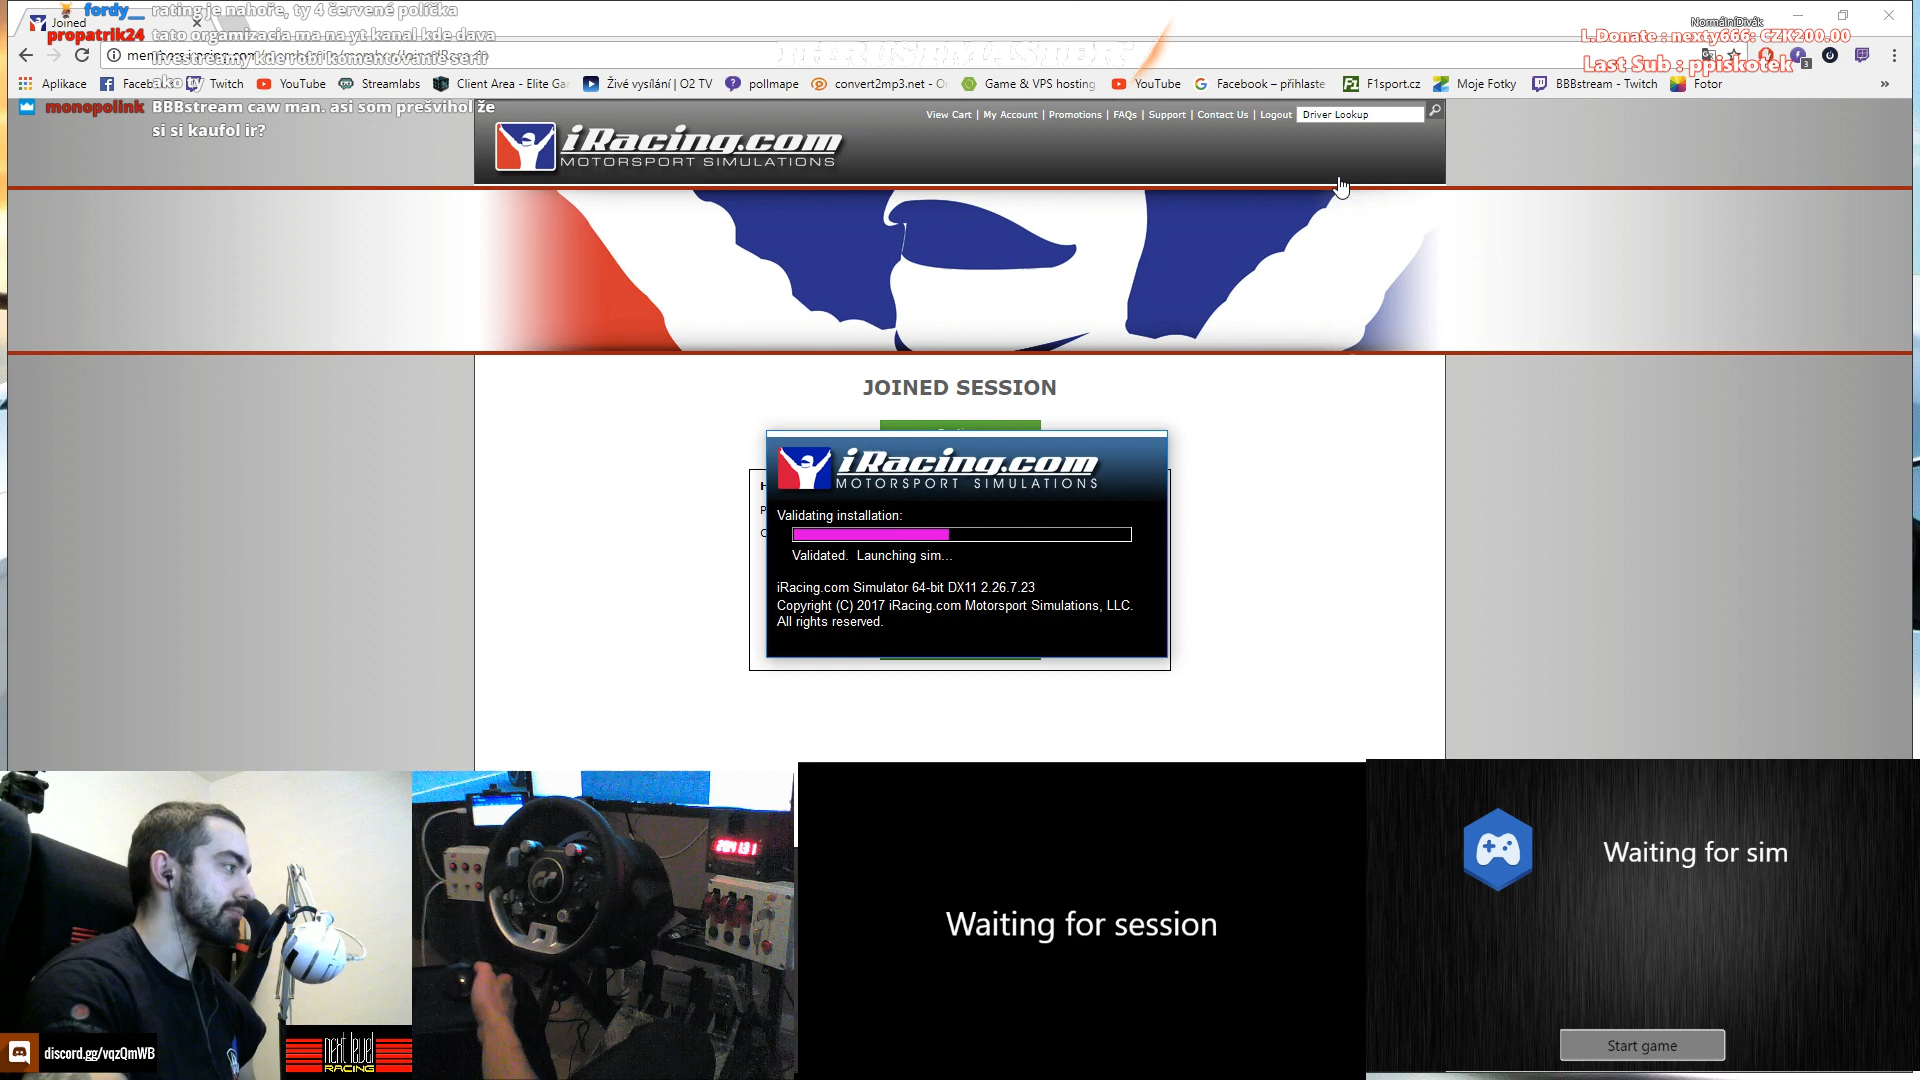 fordy__ rating je nahoře, ty 4 červené políčka
propatrik24 tato organizacia ma na yt kanal kde dava
livestreamy kde robi komentovanie serii
ako ty
monopolink BBBstream caw man. asi som prešvihol že
si si kaufol ir?
Joined
NormálníDivák
L.Donate : nexty666: CZK200.00
Last Sub : ppiskotek
3
Aplikace
Twitch
YouTube
Streamlabs
Client Area - Elite Ga
Živé vysílání | O2 TV
pollmape
convert2mp3.net - O
Game & VPS hosting
YouTube
Facebook – přihlaste
F1sport.cz
Moje Fotky
BBBstream - Twitch
Fotor
»
View Cart | My Account | Promotions | FAQs | Support | Contact Us | Logout
Driver Lookup
iRacing.com
MOTORSPORT SIMULATIONS
JOINED SESSION
iRacing.com
MOTORSPORT SIMULATIONS
Validating installation:
Validated. Launching sim...
iRacing.com Simulator 64-bit DX11 2.26.7.23
Copyright (C) 2017 iRacing.com Motorsport Simulations, LLC.
All rights reserved.
Waiting for session
Waiting for sim
Start game
discord.gg/vqzQmWB
next level
RACING